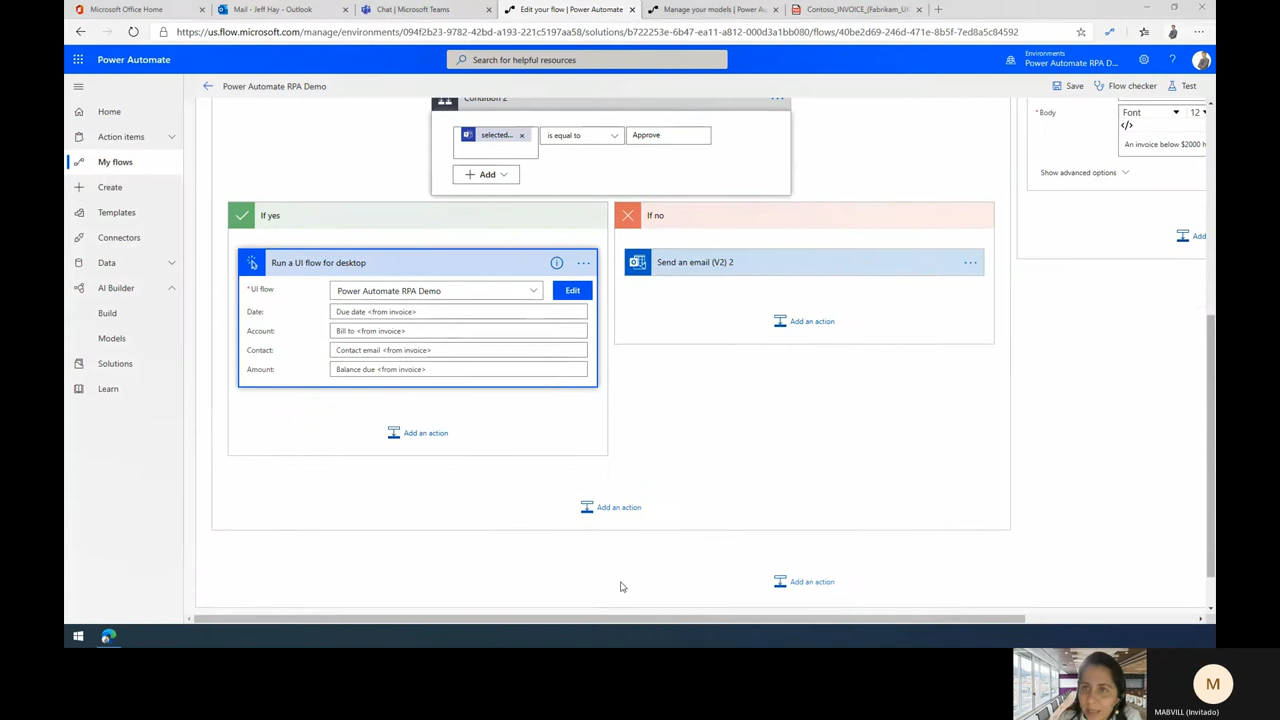 Microsoft Office Home
Mail - Jeff Hay - Outlook
Chat | Microsoft Teams
Edit your flow | Power Automate
Manage your models | Power Au
Contoso_INVOICE_(Fabrikam_U
https://us.flow.microsoft.com/manage/environments/094f2b23-9782-42bd-a193-221c5197aa58/solutions/b722253e-6b47-ea11-a812-000d3a1bb080/flows/40be2d69-246d-471e-8b5f-7ed8a5c84592
Power Automate
Search for helpful resources
Environments
Power Automate RPA D...
Power Automate RPA Demo
Save
Flow checker
Test
Home
Action items
My flows
Create
Templates
Connectors
Data
AI Builder
Build
Models
Solutions
Learn
Condition 2
selected...
is equal to
Approve
Add
Body
Font
12
An invoice below $2000 h
Show advanced options
Add
If yes
Run a UI flow for desktop
* UI flow
Power Automate RPA Demo
Edit
Date:
Due date <from invoice>
Account:
Bill to <from invoice>
Contact:
Contact email <from invoice>
Amount:
Balance due <from invoice>
Add an action
If no
Send an email (V2) 2
Add an action
Add an action
Add an action
M
MABVILL (Invitado)